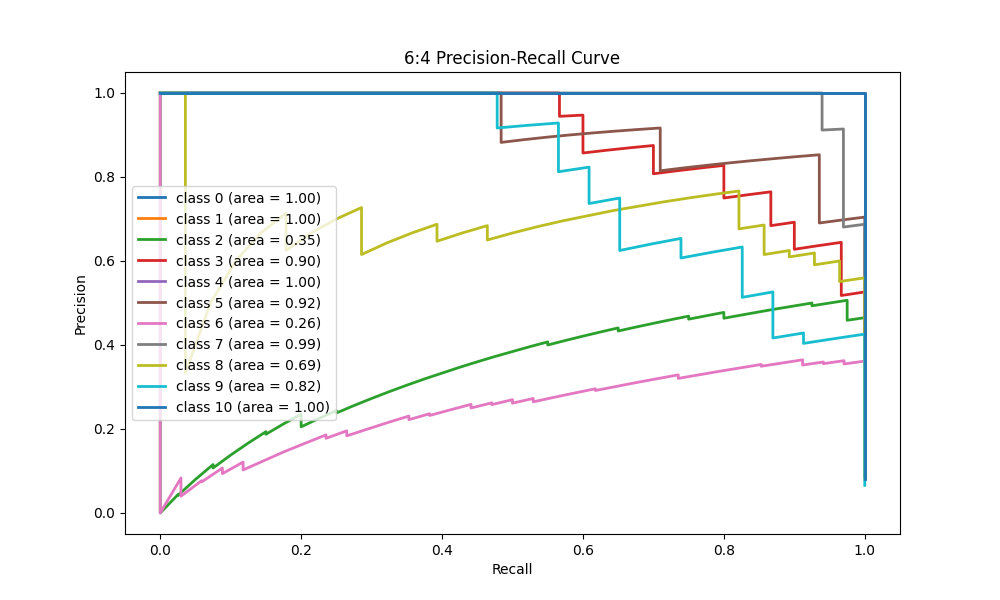 6:4 Precision-Recall Curve
Precision
1.0
0.8
0.6
0.4
0.2
0.0
class 0 (area = 1.00)
class 1 (area = 1.00)
class 2 (area = 0.35)
class 3 (area = 0.90)
class 4 (area = 1.00)
class 5 (area = 0.92)
class 6 (area = 0.26)
class 7 (area = 0.99)
class 8 (area = 0.69)
class 9 (area = 0.82)
class 10 (area = 1.00)
0.0 0.2 0.4 0.6 0.8 1.0
Recall